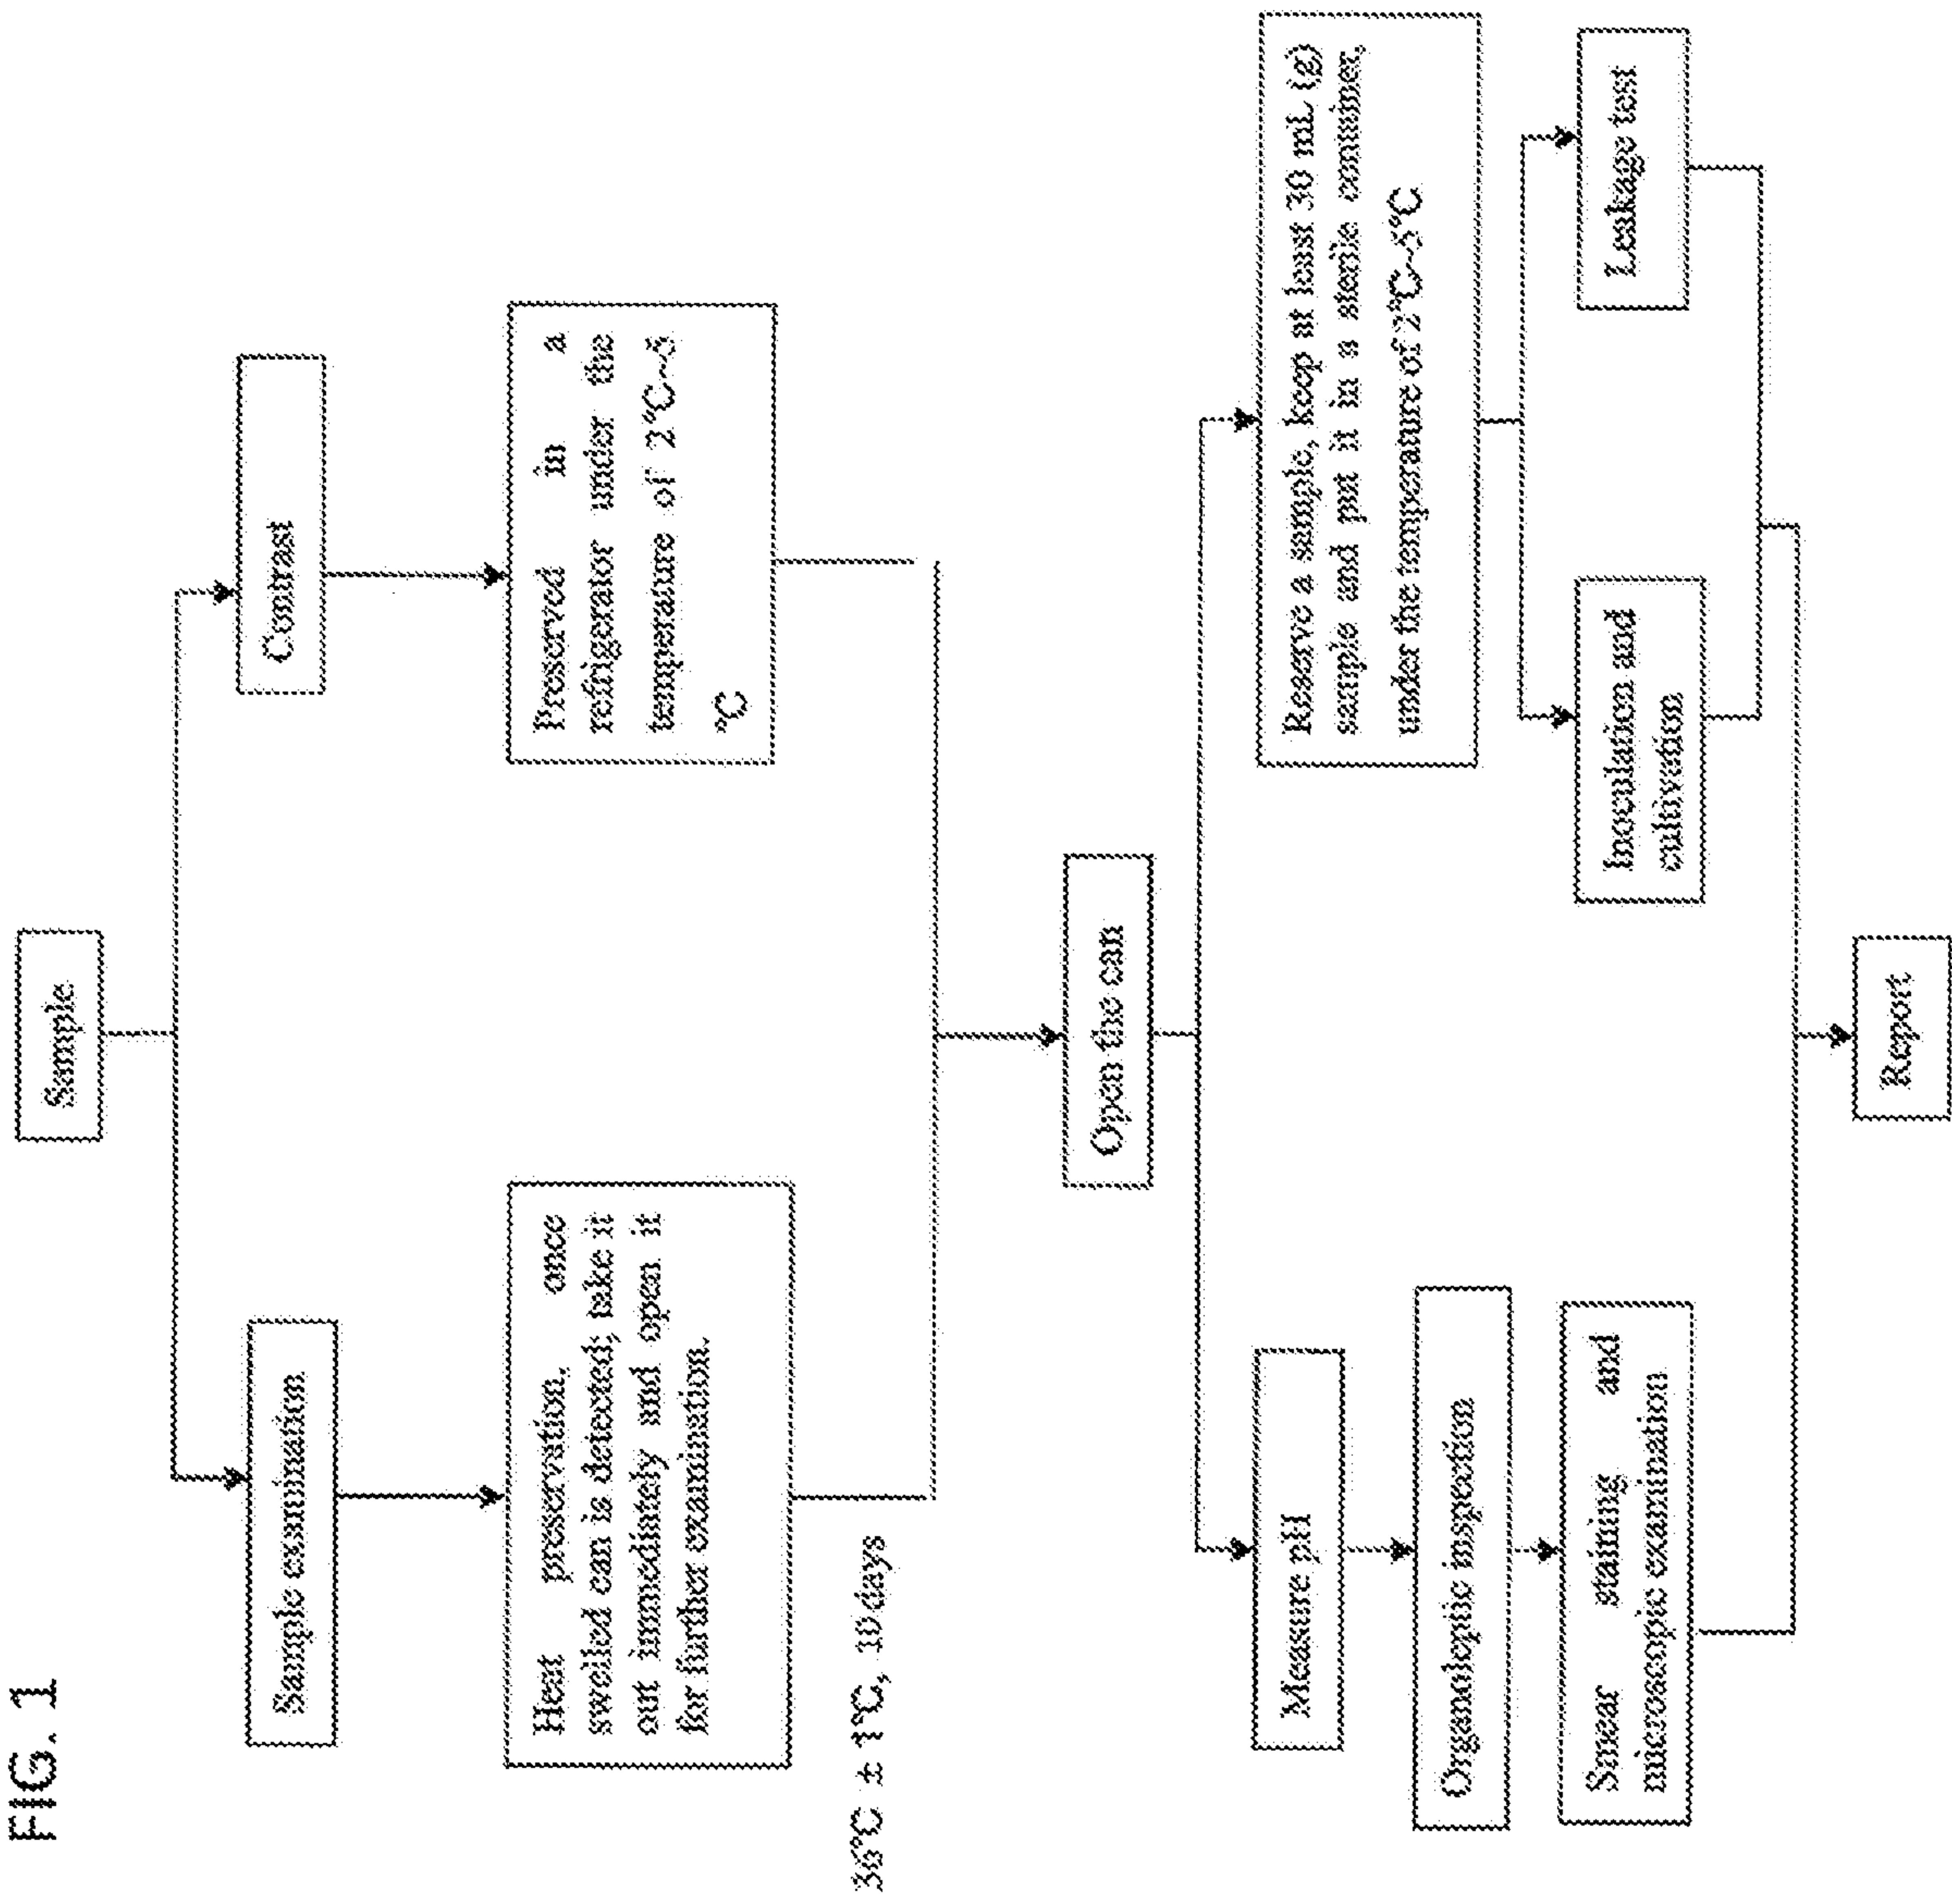 FIG. 1
Sample
Sample examination
Contrast
Heat preservation, once
swelled can is detected; take it
out immediately and open it
for further examination.
Preserved in a
refrigerator under the
temperature of 2℃~5
℃
36℃ ± 1℃, 10 days
Open the can
Measure pH
Organoleptic inspection
Smear staining and
microscopic examination
Reserve a sample, keep at least 30 mL (g)
sample and put it in a sterile container,
under the temperature of 2℃~5℃
Inoculation and
cultivation
Leakage test
Report